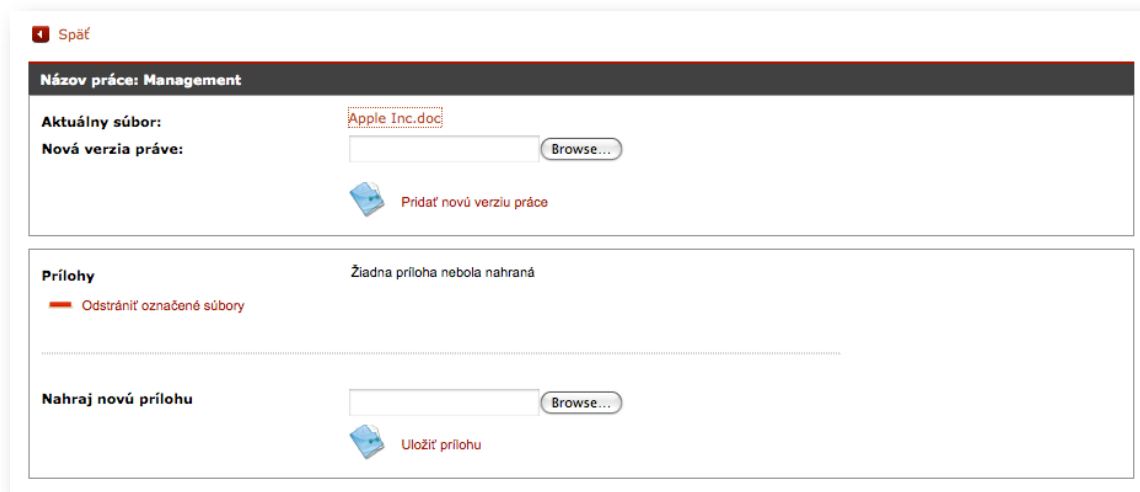 Späť
Názov práce: Management
Aktuálny súbor: Apple Inc.doc
Nová verzia práve: Browse...
Pridať novú verziu práce
Prílohy Žiadna príloha nebola nahraná
Odstrániť označené súbory
Nahraj novú prílohu Browse...
Uložiť prílohu